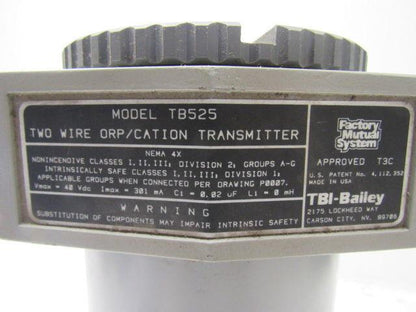 MODEL TB525
TWO WIRE ORP/CATION TRANSMITTER
NEMA 4X
NONINCENDIVE CLASSES I,II,III; DIVISION 2; GROUPS A-G
INTRINSICALLY SAFE CLASSES I,II,III; DIVISION 1;
APPLICABLE GROUPS WHEN CONNECTED PER DRAWING P0007.
Vmax = 40 Vdc Imax = 301 mA Ci = 0.02 uF Li = 0 mH
WARNING
SUBSTITUTION OF COMPONENTS MAY IMPAIR INTRINSIC SAFETY
Factory
Mutual
System
APPROVED T3C
U.S. PATENT No. 4,112,352
MADE IN USA
TBI-Bailey
2175 LOCKHEED WAY
CARSON CITY, NV. 89706